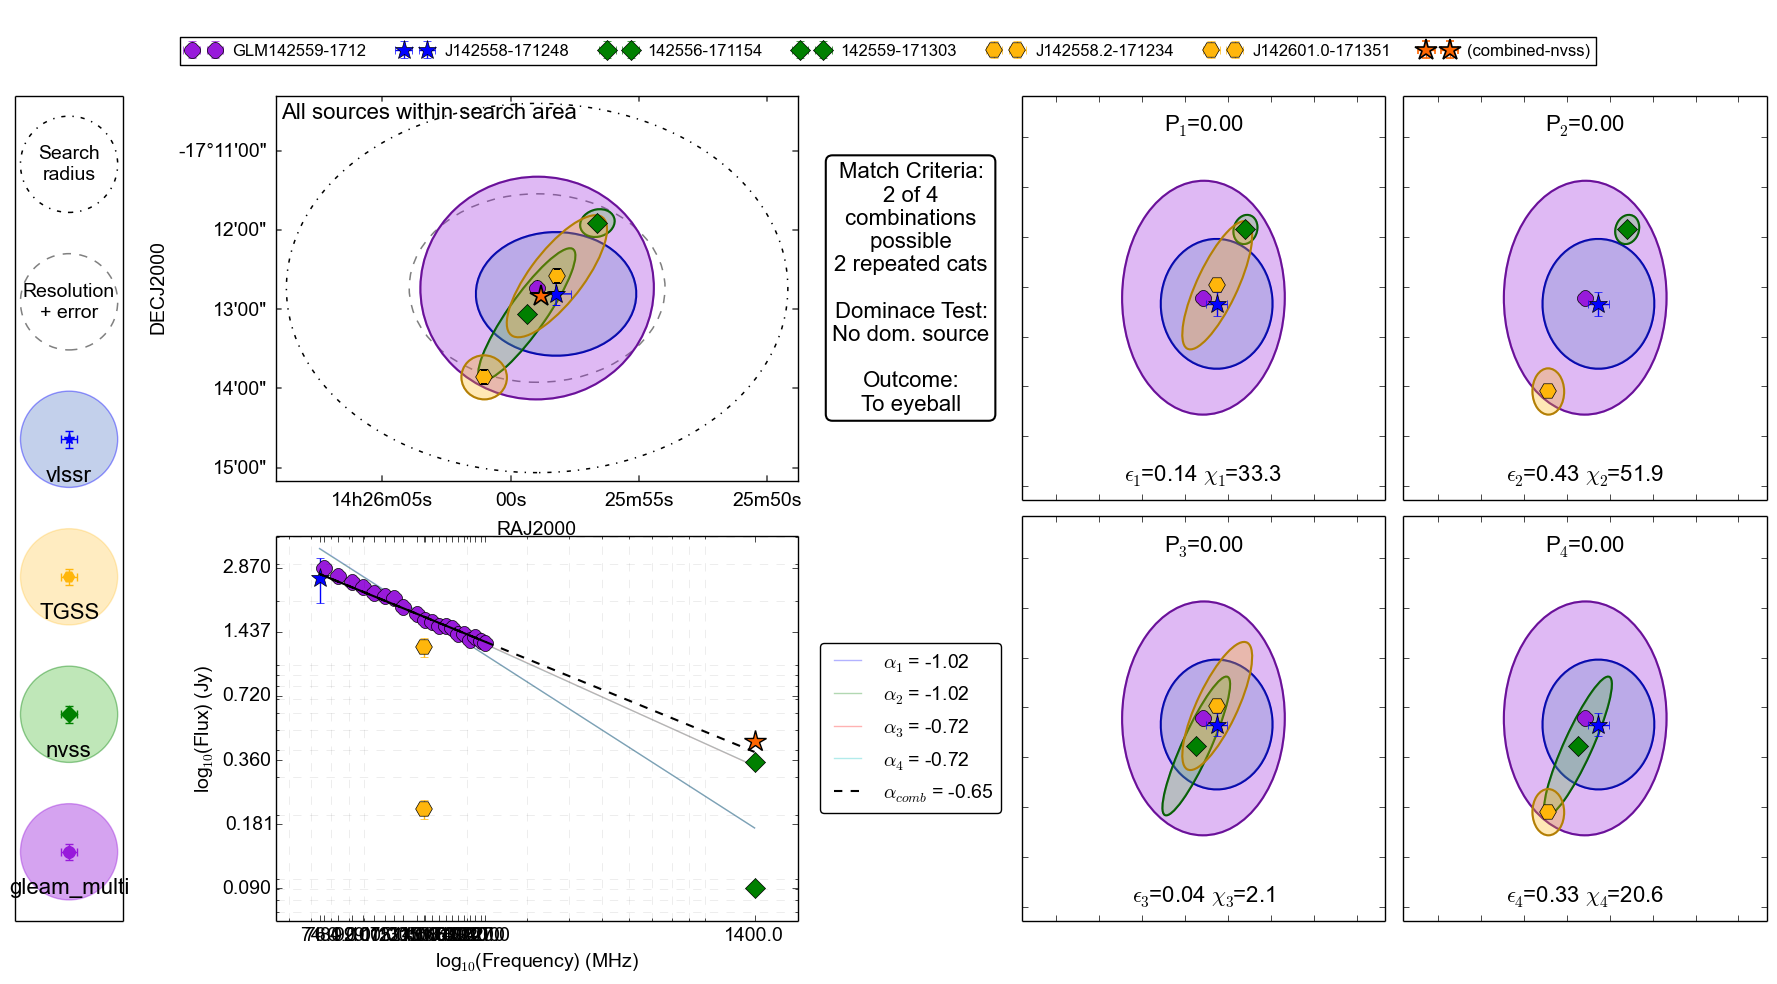 GLM142559-1712 J142558-171248 142556-171154 142559-171303 J142558.2-171234 J142601.0-171351 (combined-nvss)
Search
radius
Resolution
+ error
vlssr
TGSS
nvss
gleam_multi
All sources within search area
DECJ2000
-17°11'00"
12'00"
13'00"
14'00"
15'00"
14h26m05s 00s 25m55s 25m50s
RAJ2000
Match Criteria:
2 of 4
combinations
possible
2 repeated cats
Dominace Test:
No dom. source
Outcome:
To eyeball
P1=0.00
ϵ1=0.14 χ1=33.3
P2=0.00
ϵ2=0.43 χ2=51.9
log10(Flux) (Jy)
2.870
1.437
0.720
0.360
0.181
0.090
1400.0
log10(Frequency) (MHz)
α1 = -1.02
α2 = -1.02
α3 = -0.72
α4 = -0.72
αcomb = -0.65
P3=0.00
ϵ3=0.04 χ3=2.1
P4=0.00
ϵ4=0.33 χ4=20.6